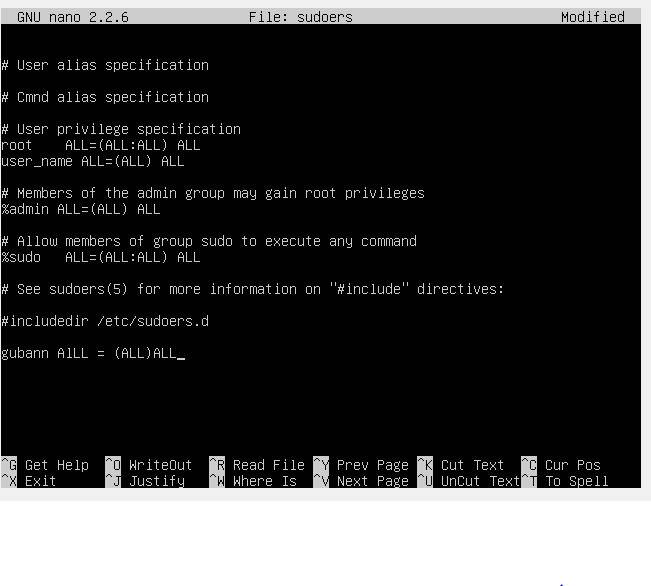 GNU nano 2.2.6 File: sudoers Modified
# User alias specification
# Cmnd alias specification
# User privilege specification
root ALL=(ALL:ALL) ALL
user_name ALL=(ALL) ALL
# Members of the admin group may gain root privileges
%admin ALL=(ALL) ALL
# Allow members of group sudo to execute any command
%sudo ALL=(ALL:ALL) ALL
# See sudoers(5) for more information on "#include" directives:
#includedir /etc/sudoers.d
gubann AlLL = (ALL)ALL_
^G Get Help ^O WriteOut ^R Read File ^Y Prev Page ^K Cut Text ^C Cur Pos
^X Exit ^J Justify ^W Where Is ^V Next Page ^U UnCut Text ^T To Spell